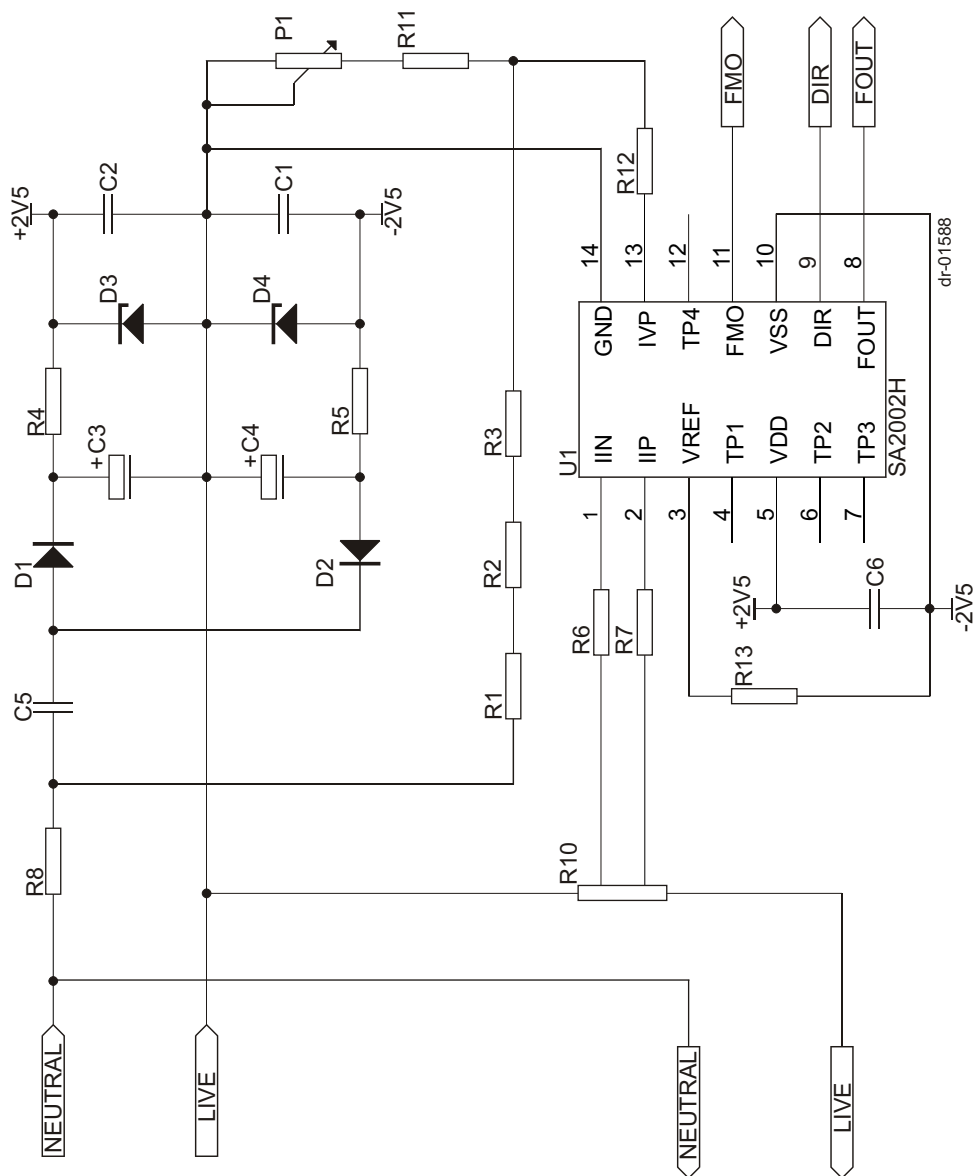 NEUTRAL
LIVE
R8
C5
D1
D2
+C3
+C4
R4
R5
D3
D4
+2V5
C2
C1
-2V5
P1
R11
R12
R1
R2
R3
R10
R6
R7
R13
+2V5
C6
-2V5
U1
1 IIN
2 IIP
3 VREF
4 TP1
5 VDD
6 TP2
7 TP3
GND 14
IVP 13
TP4 12
FMO 11
VSS 10
DIR 9
FOUT 8
SA2002H
FMO
DIR
FOUT
NEUTRAL
LIVE
dr-01588